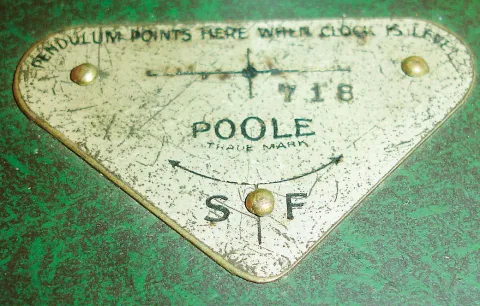 PENDULUM POINTS HERE WHEN CLOCK IS LEVEL
718
POOLE
TRADE MARK
S F